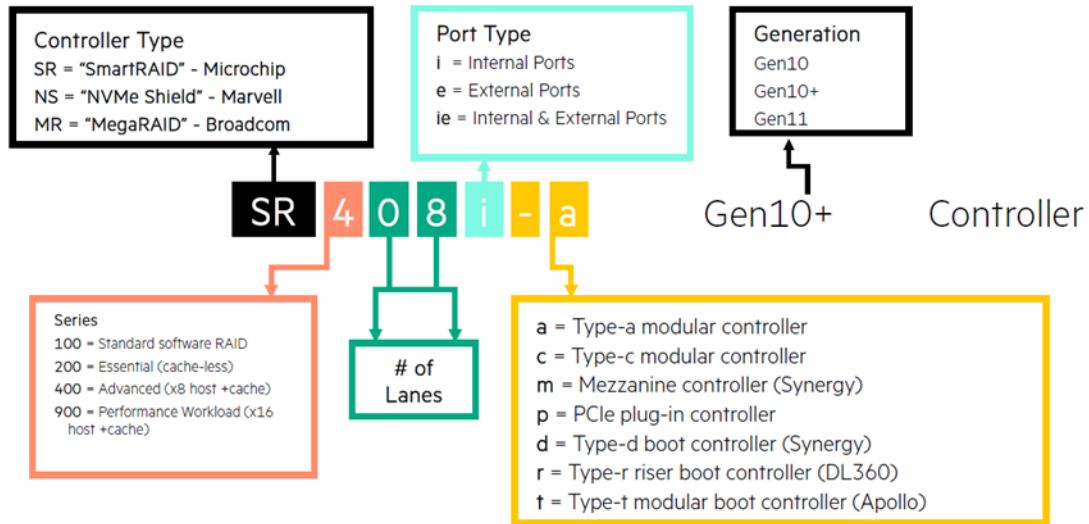 Controller Type
SR = “SmartRAID” - Microchip
NS = “NVMe Shield” - Marvell
MR = “MegaRAID” - Broadcom
Port Type
i = Internal Ports
e = External Ports
ie = Internal & External Ports
Generation
Gen10
Gen10+
Gen11
SR 4 0 8 i - a Gen10+ Controller
Series
100 = Standard software RAID
200 = Essential (cache-less)
400 = Advanced (x8 host +cache)
900 = Performance Workload (x16
host +cache)
# of
Lanes
a = Type-a modular controller
c = Type-c modular controller
m = Mezzanine controller (Synergy)
p = PCIe plug-in controller
d = Type-d boot controller (Synergy)
r = Type-r riser boot controller (DL360)
t = Type-t modular boot controller (Apollo)